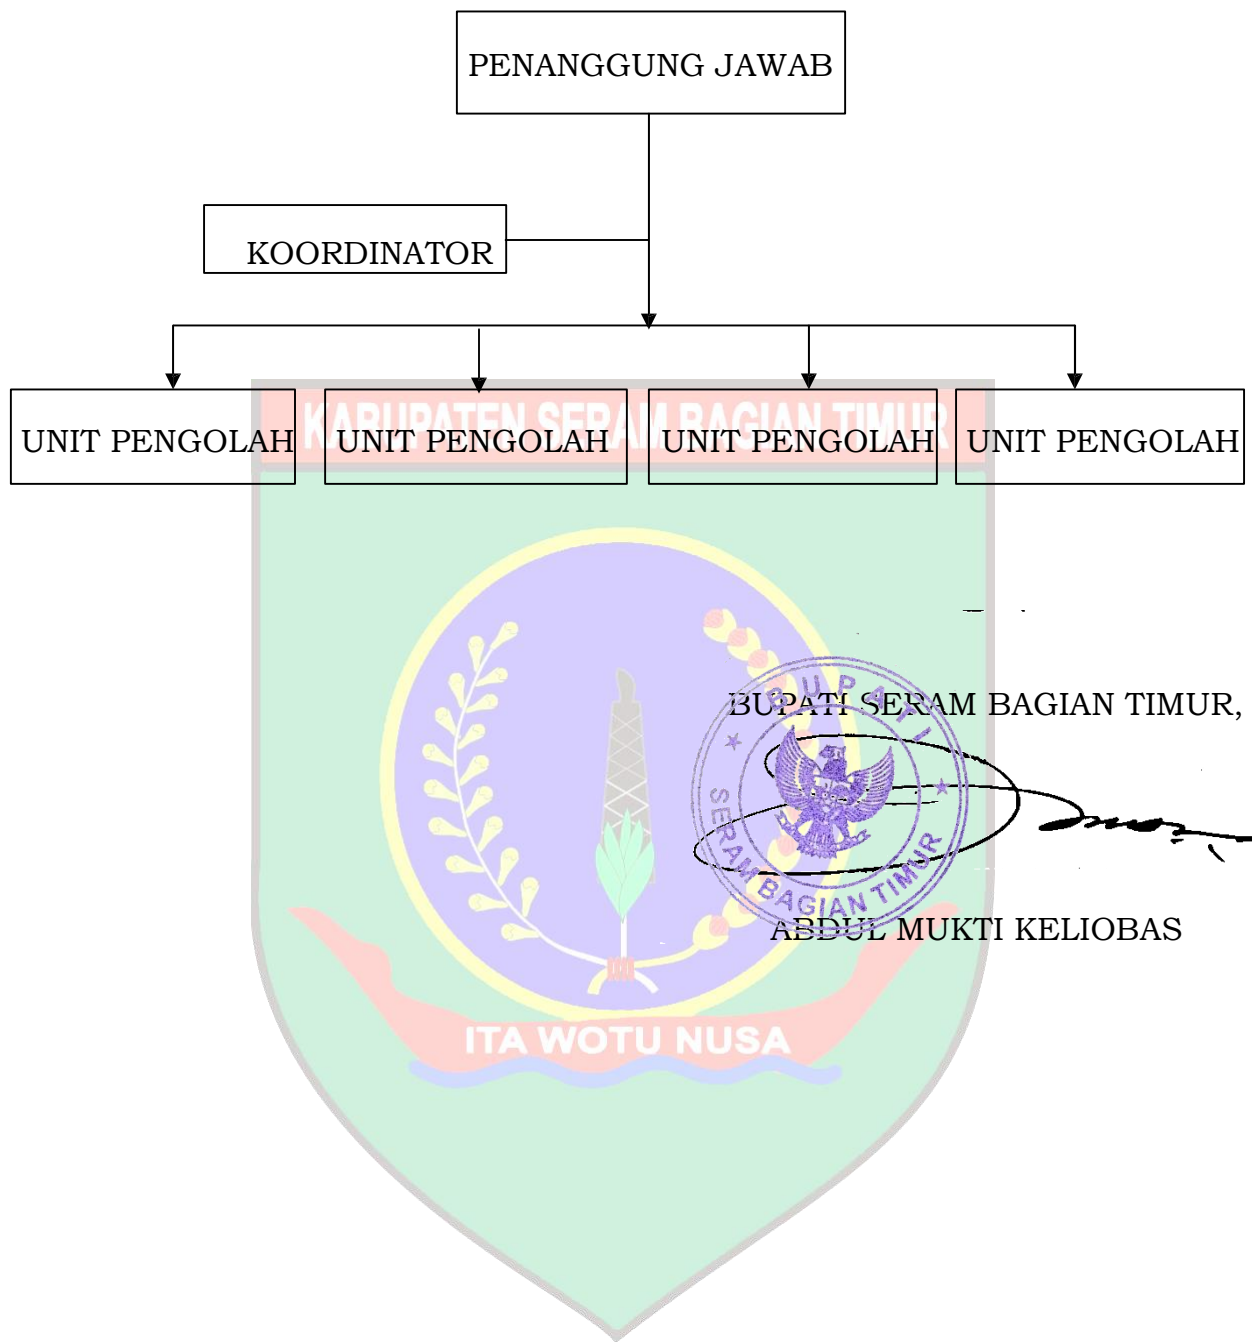 PENANGGUNG JAWAB
KOORDINATOR
KABUPATEN SERAM BAGIAN TIMUR
UNIT PENGOLAH
UNIT PENGOLAH
UNIT PENGOLAH
UNIT PENGOLAH
BUPATI SERAM BAGIAN TIMUR,
BUPATI
SERAM BAGIAN TIMUR
ABDUL MUKTI KELIOBAS
ITA WOTU NUSA